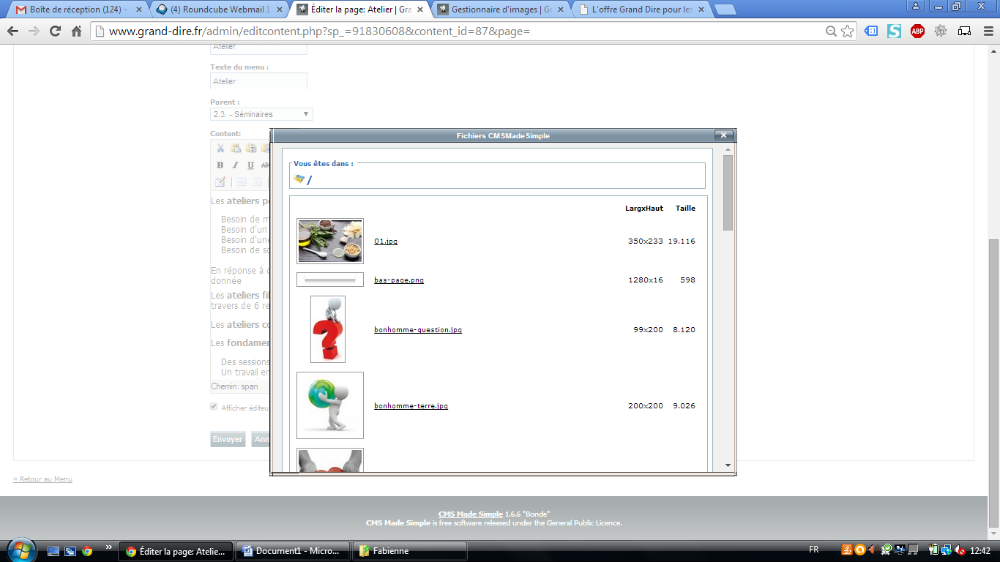 Boîte de réception (124) -
(4) Roundcube Webmail 1
Éditer la page: Atelier | Gra
Gestionnaire d'images | Gr
L'offre Grand Dire pour les
www.grand-dire.fr/admin/editcontent.php?sp_=91830608&content_id=87&page=
ABP
Atelier
Texte du menu :
Atelier
Parent :
2.3. - Séminaires
Content:
B I U ABC
Les ateliers pe
Besoin de m
Besoin d'un
Besoin d'une
Besoin de so
En réponse à
donnée
Les ateliers fil
travers de 6 re
Les ateliers co
Les fondamen
Des sessions
Un travail en
Chemin: span
Afficher éditeu
Envoyer
Ann
Fichiers CMSMadeSimple
Vous êtes dans :
/
LargxHaut Taille
01.jpg 350x233 19.116
bas-page.png 1280x16 598
bonhomme-question.jpg 99x200 8.120
bonhomme-terre.jpg 200x200 9.026
« Retour au Menu
CMS Made Simple 1.6.6 "Bonde"
CMS Made Simple is free software released under the General Public Licence.
Éditer la page: Atelie...
Document1 - Micro...
Fabienne
FR
12:42